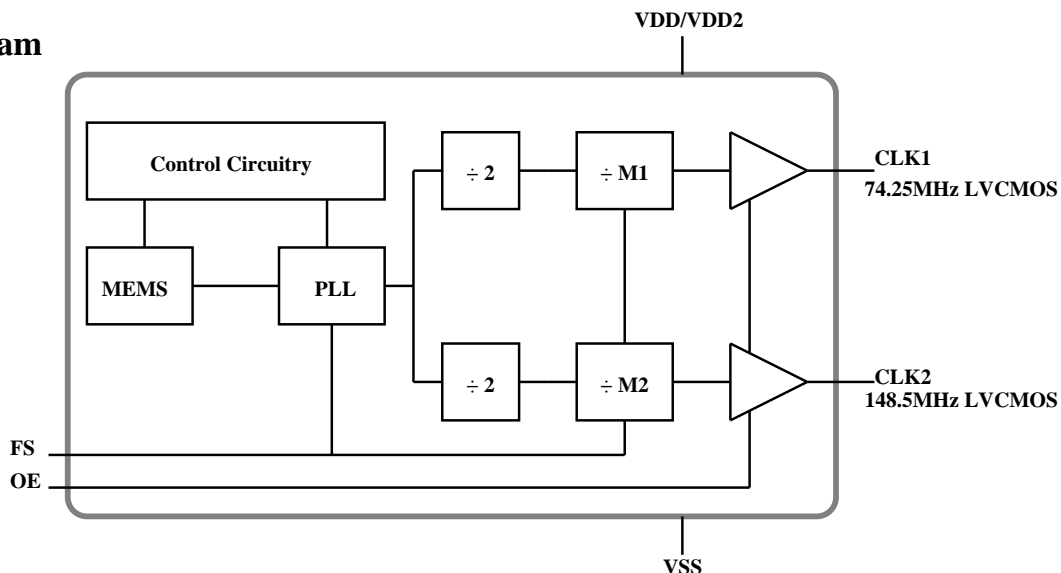 VDD/VDD2
am
Control Circuitry
÷ 2
÷ M1
CLK1
74.25MHz LVCMOS
MEMS
PLL
÷ 2
÷ M2
CLK2
148.5MHz LVCMOS
FS
OE
VSS